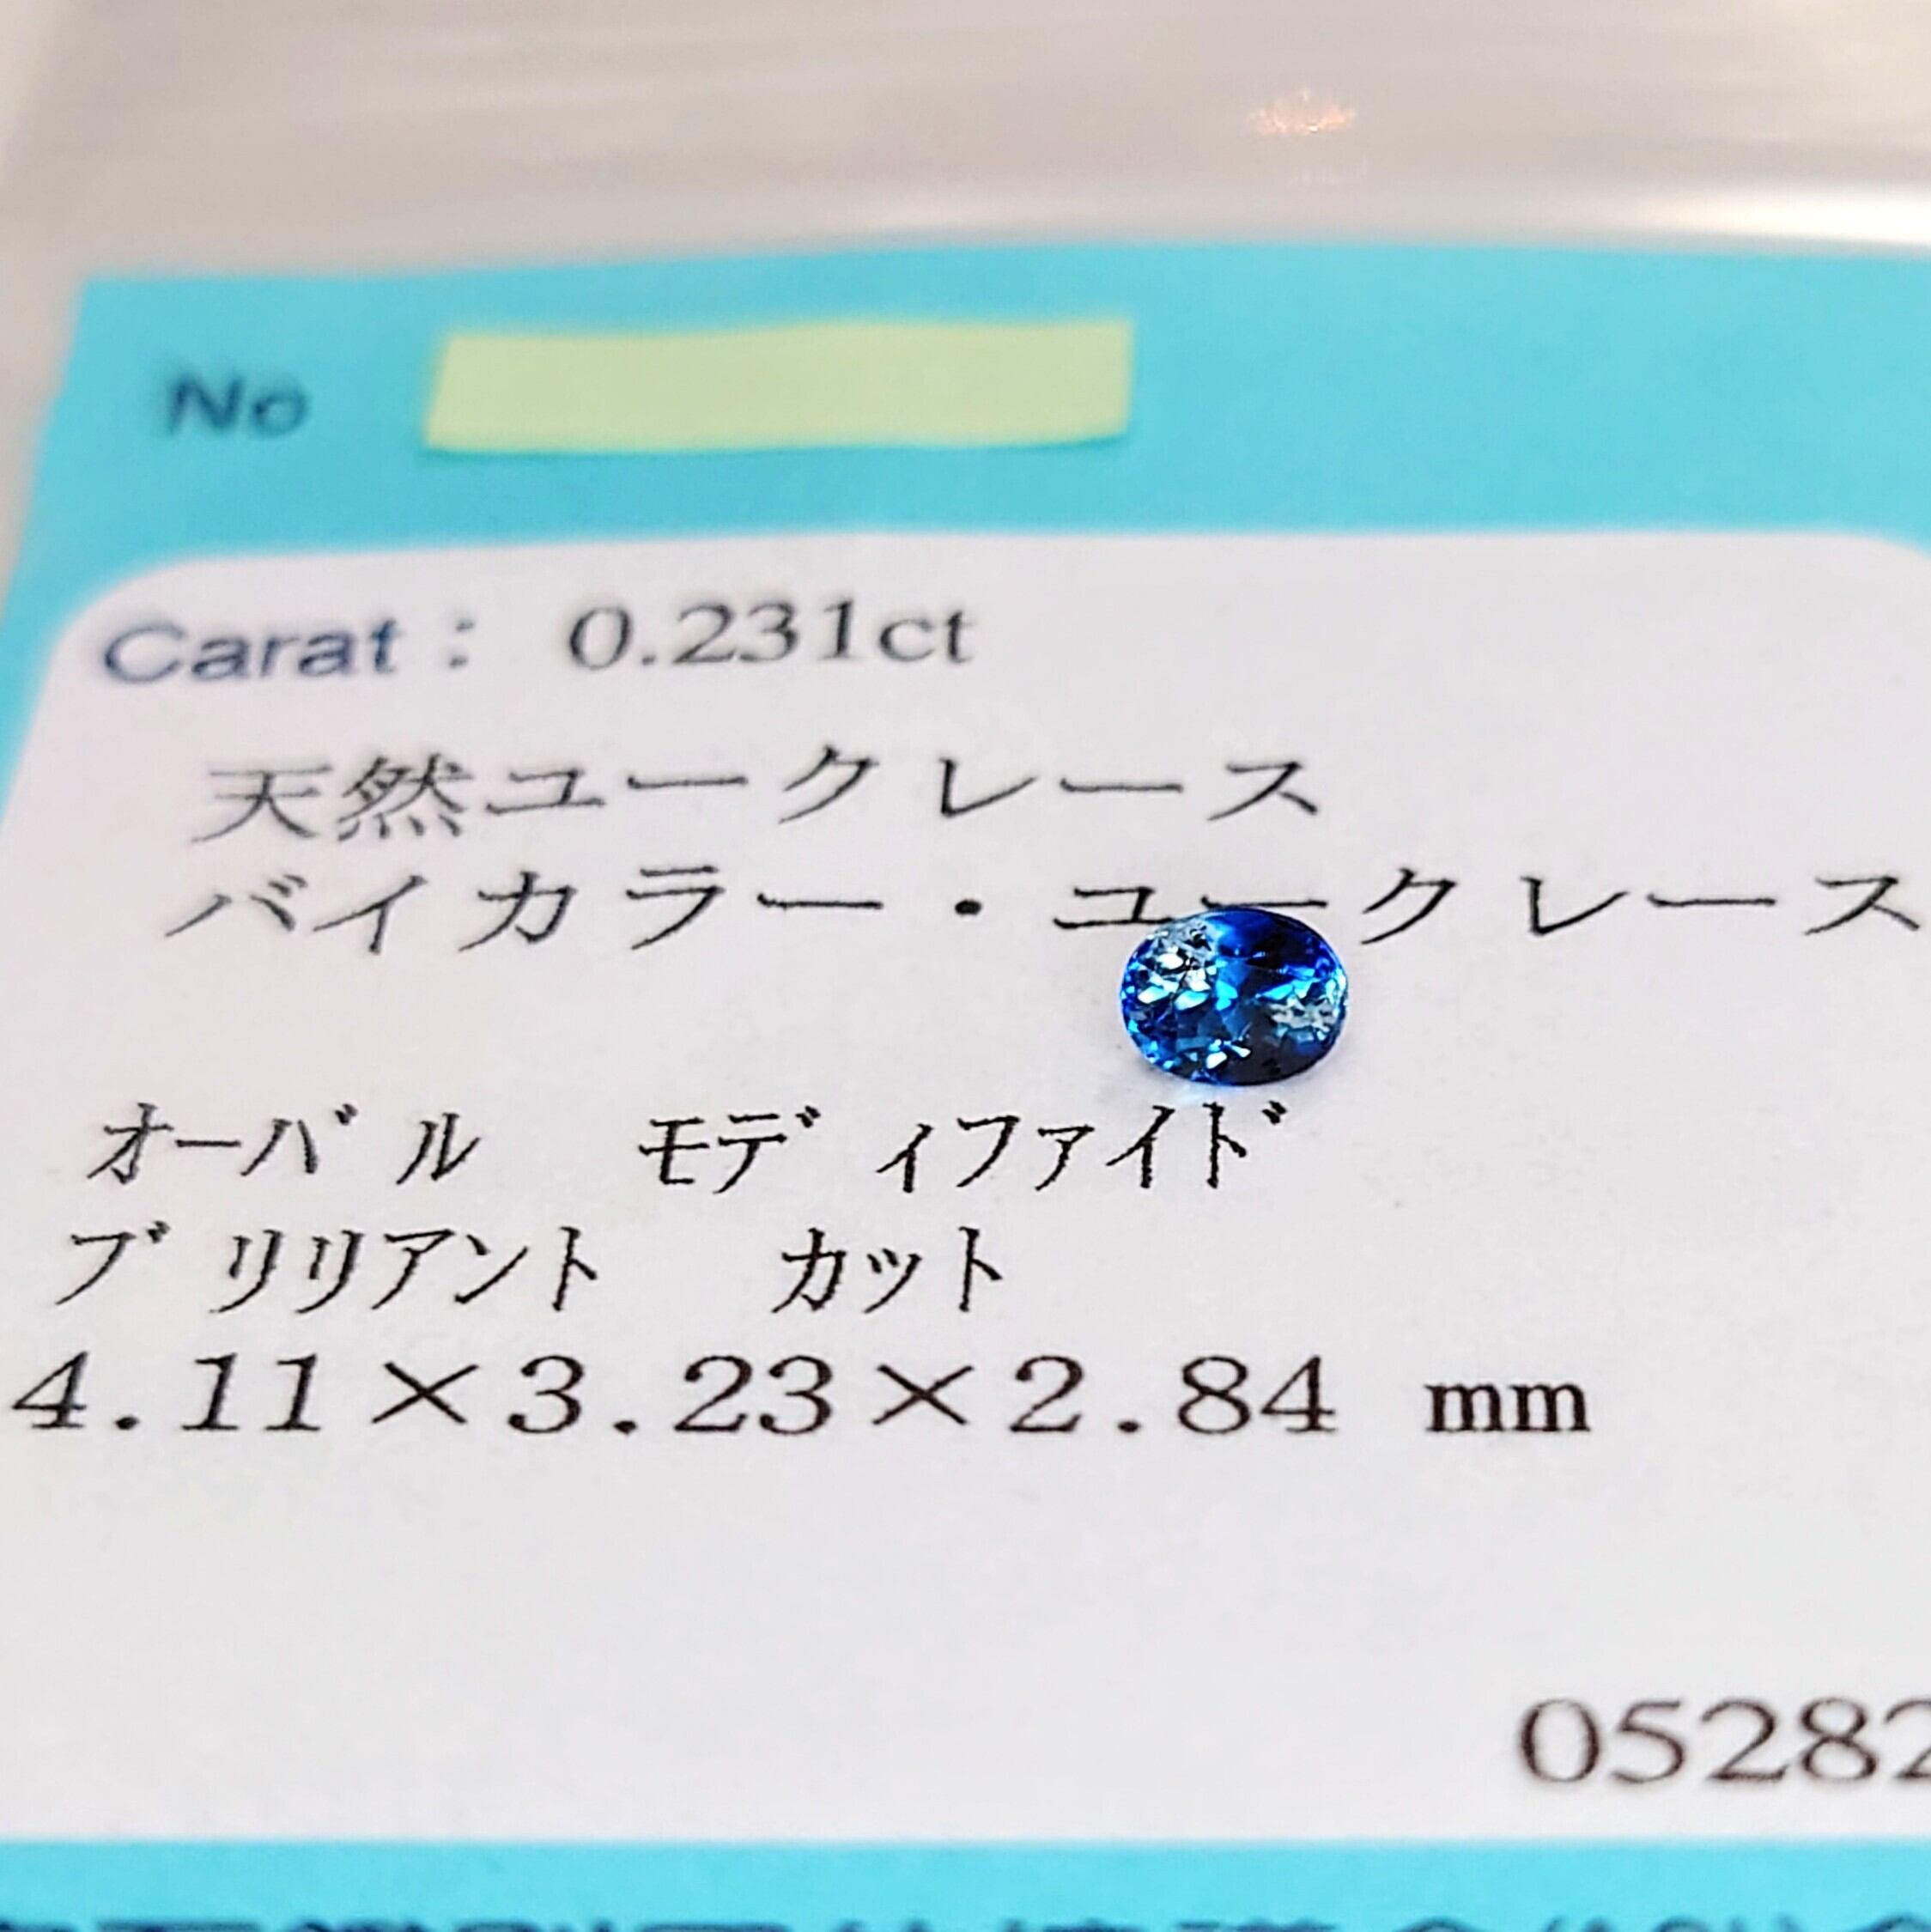 No
Carat : 0.231ct
天然ユークレース
バイカラー・ユークレース
オーバル モディファイド
ブリリアント カット
4.11×3.23×2.84 mm
05282